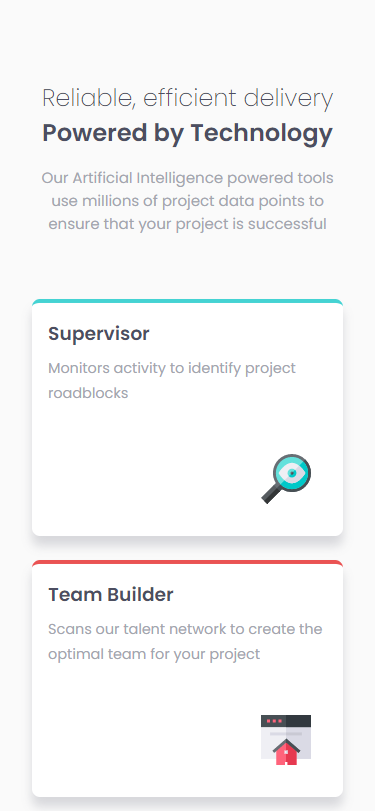 Reliable, efficient delivery
Powered by Technology
Our Artificial Intelligence powered tools
use millions of project data points to
ensure that your project is successful
Supervisor
Monitors activity to identify project
roadblocks
Team Builder
Scans our talent network to create the
optimal team for your project